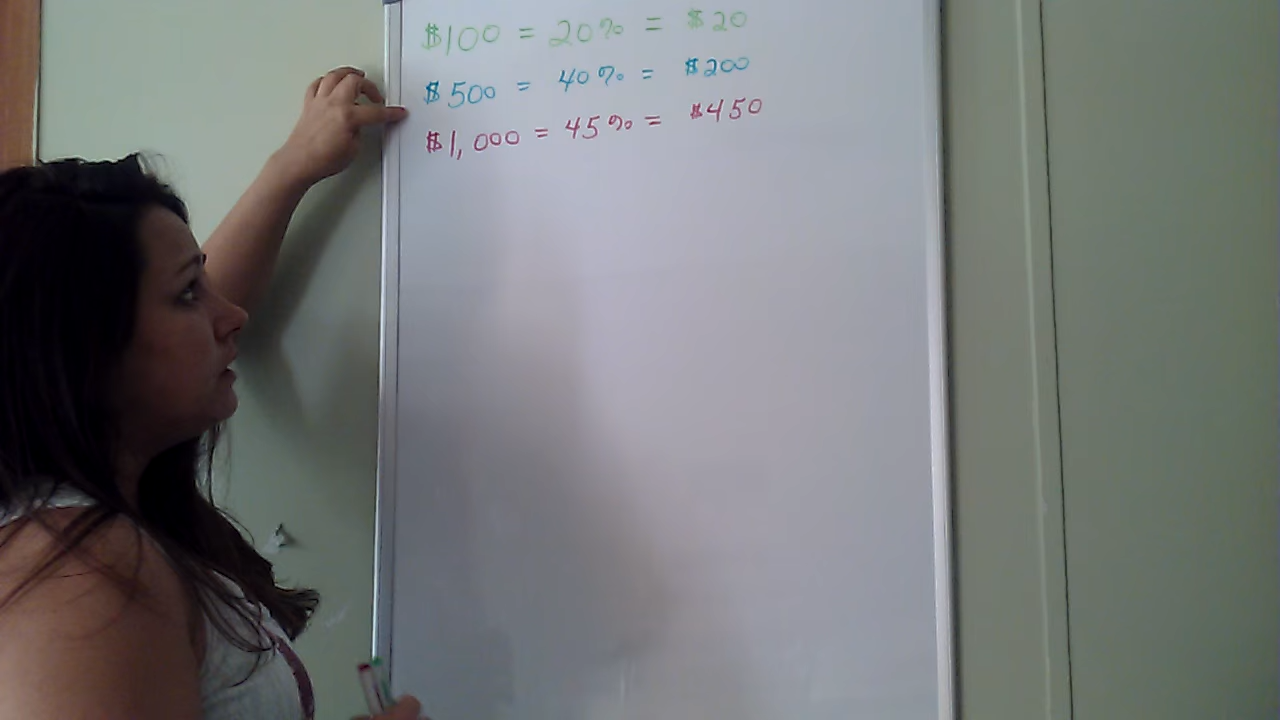 $100 = 20% = $20
$500 = 40% = $200
$1,000 = 45% = $450